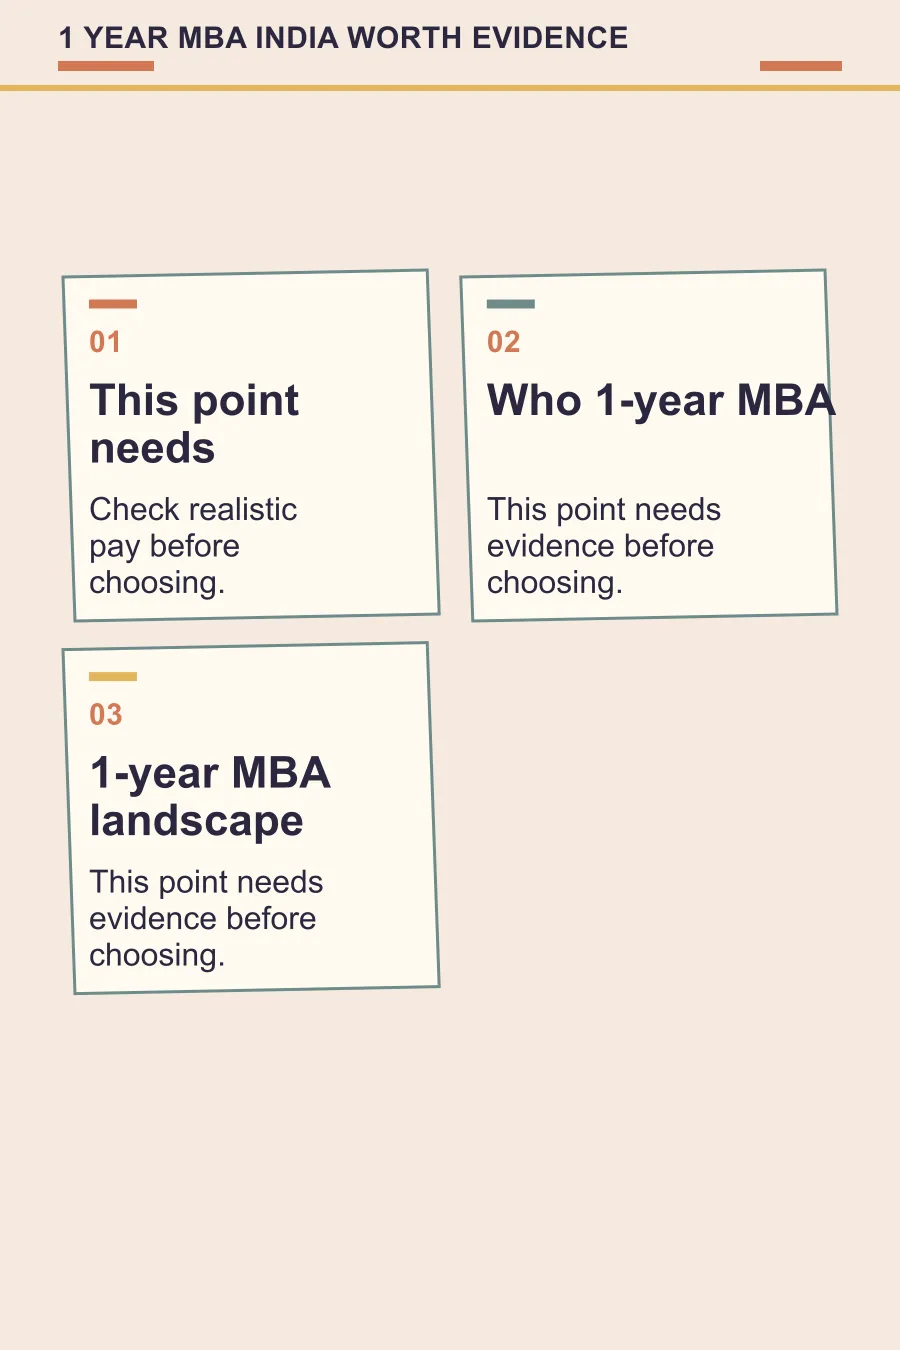 1 YEAR MBA INDIA WORTH EVIDENCE
01
This point
needs
Check realistic
pay before
choosing.
02
Who 1-year MBA
This point needs
evidence before
choosing.
03
1-year MBA
landscape
This point needs
evidence before
choosing.